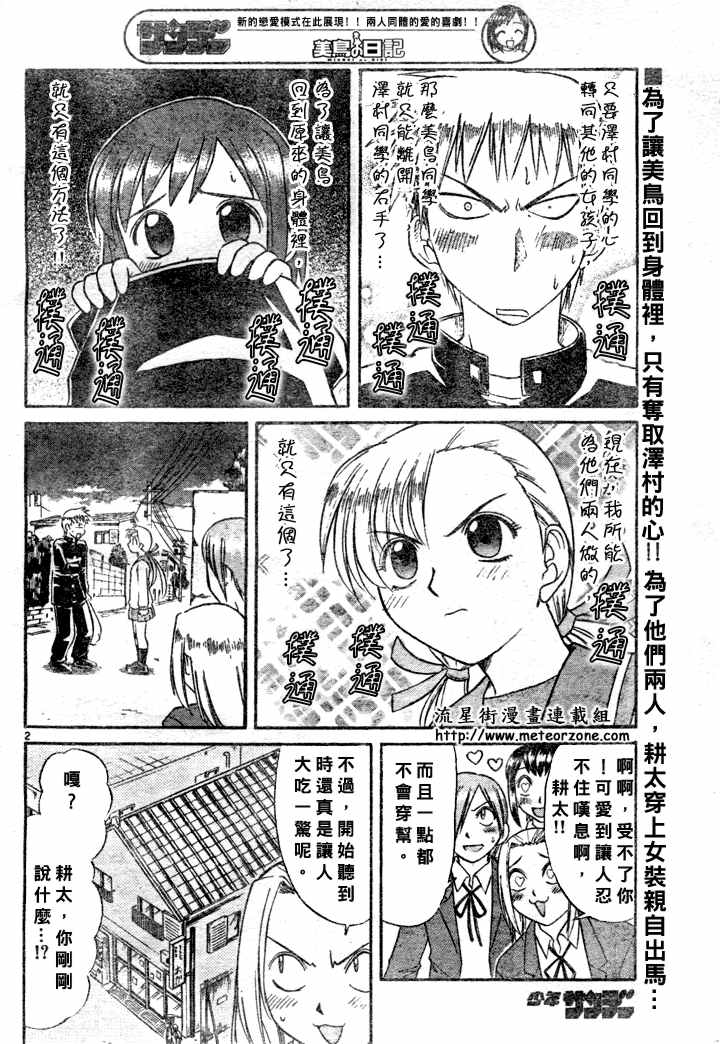 新的戀愛模式在此展現!! 兩人同體的愛的喜劇!!
美鳥日記
為了讓美鳥回到身體裡，只有奪取澤村的心!! 為了他們兩人，耕太穿上女裝親自出馬…
只要澤村同學的心
轉向其他的女孩子，
那麼美鳥同學
就只能離開
澤村同學的右手了…
撲通
撲通
撲通
為了讓美鳥
回到原來的身體裡，
就只有這個方法了!!
撲通
撲通
撲通
撲通
現在，我所能
為他們兩人做的，
就只有這個了…
撲通
撲通
撲通
流星街漫畫連載組
http://www.meteorzone.com/
2
啊啊，受不了你
!可愛到讓人忍
不住嘆息啊，
耕太!!
而且一點都
不會穿幫。
不過，開始聽到
時還真是讓人
大吃一驚呢。
嘎？
耕太，你剛剛
說什麼…!?
少年サンデー